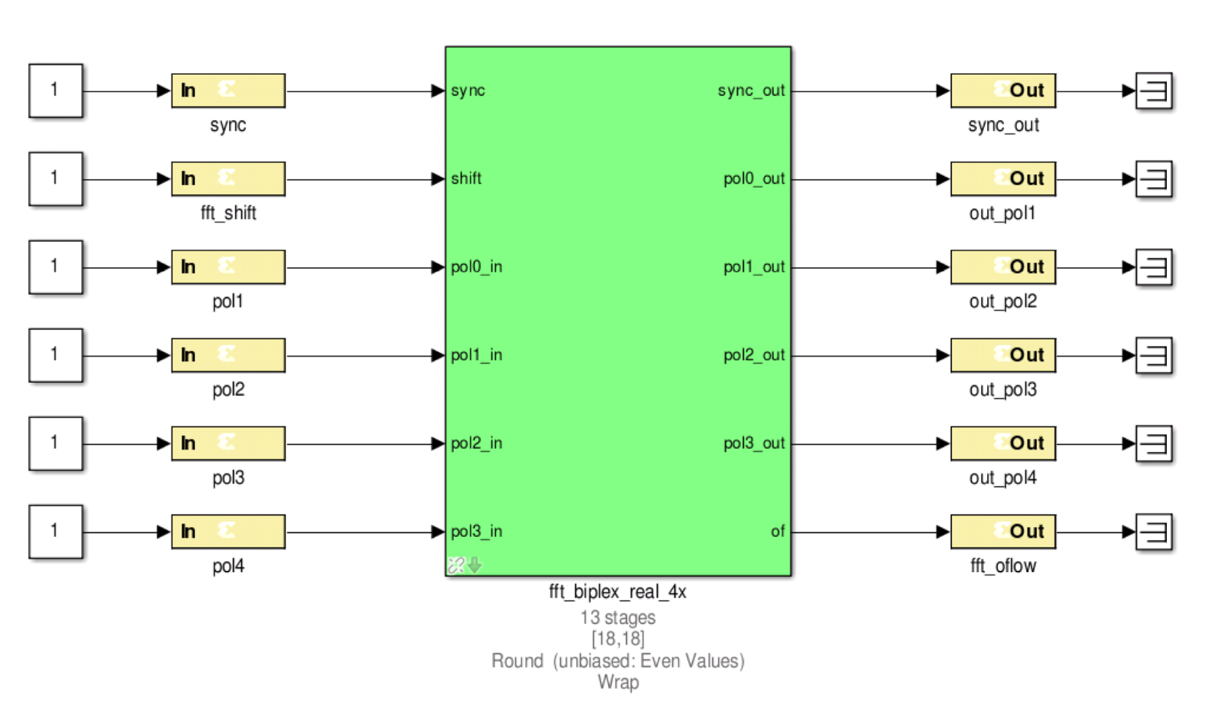 1 In sync sync_out Out
sync sync_out
1 In shift pol0_out Out
fft_shift out_pol1
1 In pol0_in pol1_out Out
pol1 out_pol2
1 In pol1_in pol2_out Out
pol2 out_pol3
1 In pol2_in pol3_out Out
pol3 out_pol4
1 In pol3_in of Out
pol4 fft_oflow
fft_biplex_real_4x
13 stages
[18,18]
Round (unbiased: Even Values)
Wrap